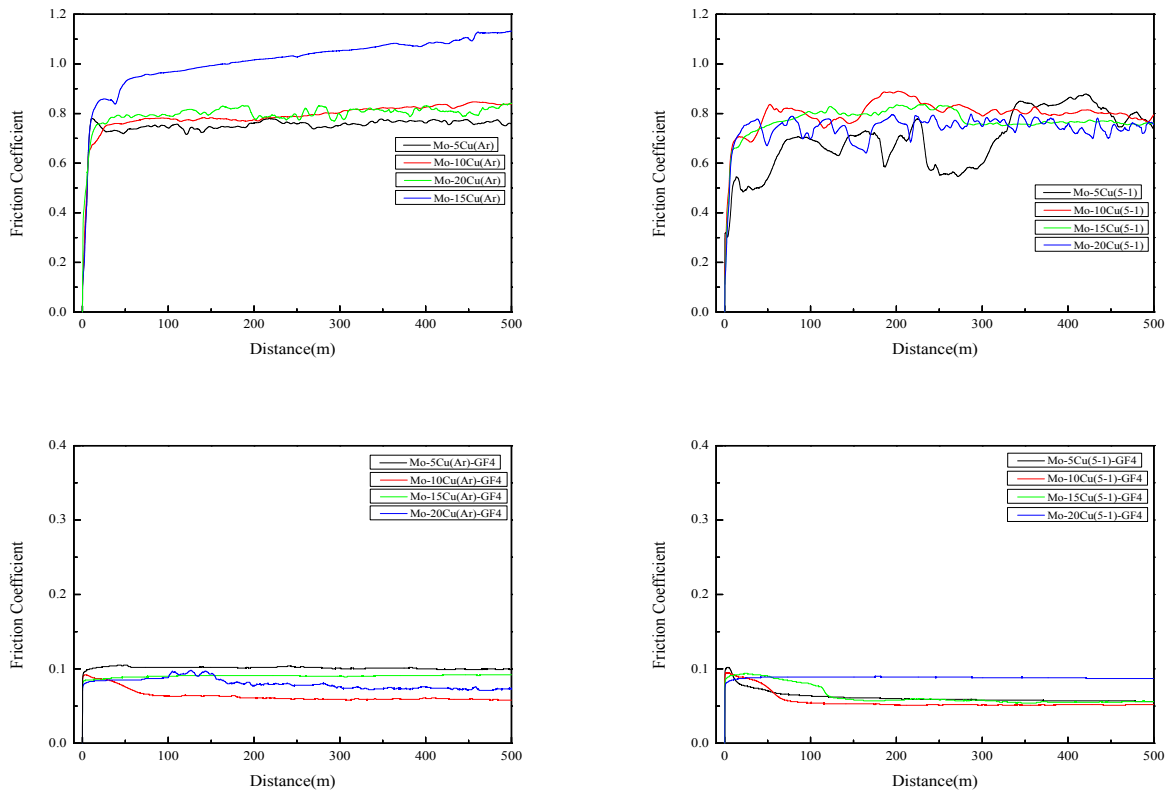 1.2
1.0
0.8
0.6
0.4
0.2
0.0
Friction Coefficient
0
100
200
300
400
500
Distance(m)
Mo-5Cu(Ar)
Mo-10Cu(Ar)
Mo-20Cu(Ar)
Mo-15Cu(Ar)
1.2
1.0
0.8
0.6
0.4
0.2
0.0
Friction Coefficient
0
100
200
300
400
500
Distance(m)
Mo-5Cu(5-1)
Mo-10Cu(5-1)
Mo-15Cu(5-1)
Mo-20Cu(5-1)
0.4
0.3
0.2
0.1
0.0
Friction Coefficient
0
100
200
300
400
500
Distance(m)
Mo-5Cu(Ar)-GF4
Mo-10Cu(Ar)-GF4
Mo-15Cu(Ar)-GF4
Mo-20Cu(Ar)-GF4
0.4
0.3
0.2
0.1
0.0
Friction Coefficient
0
100
200
300
400
500
Distance(m)
Mo-5Cu(5-1)-GF4
Mo-10Cu(5-1)-GF4
Mo-15Cu(5-1)-GF4
Mo-20Cu(5-1)-GF4